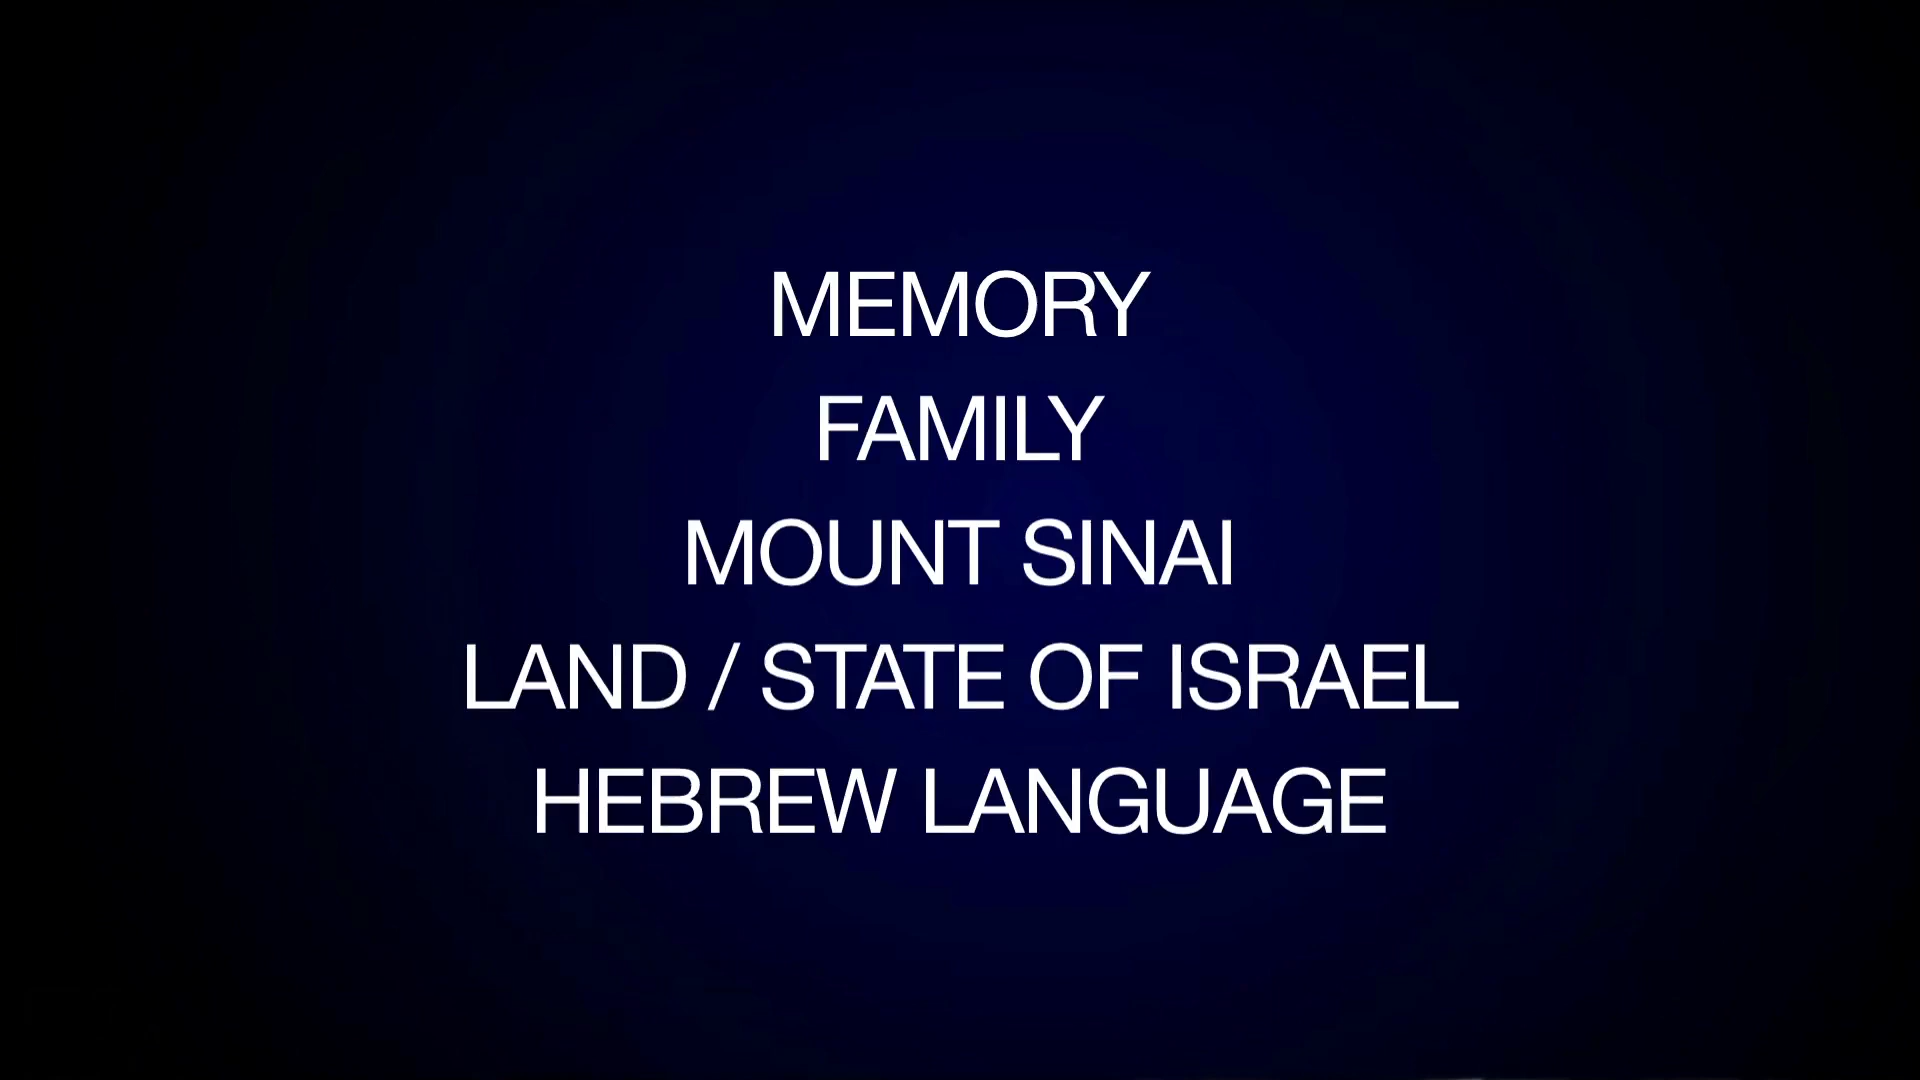 MEMORY
FAMILY
MOUNT SINAI
LAND / STATE OF ISRAEL
HEBREW LANGUAGE